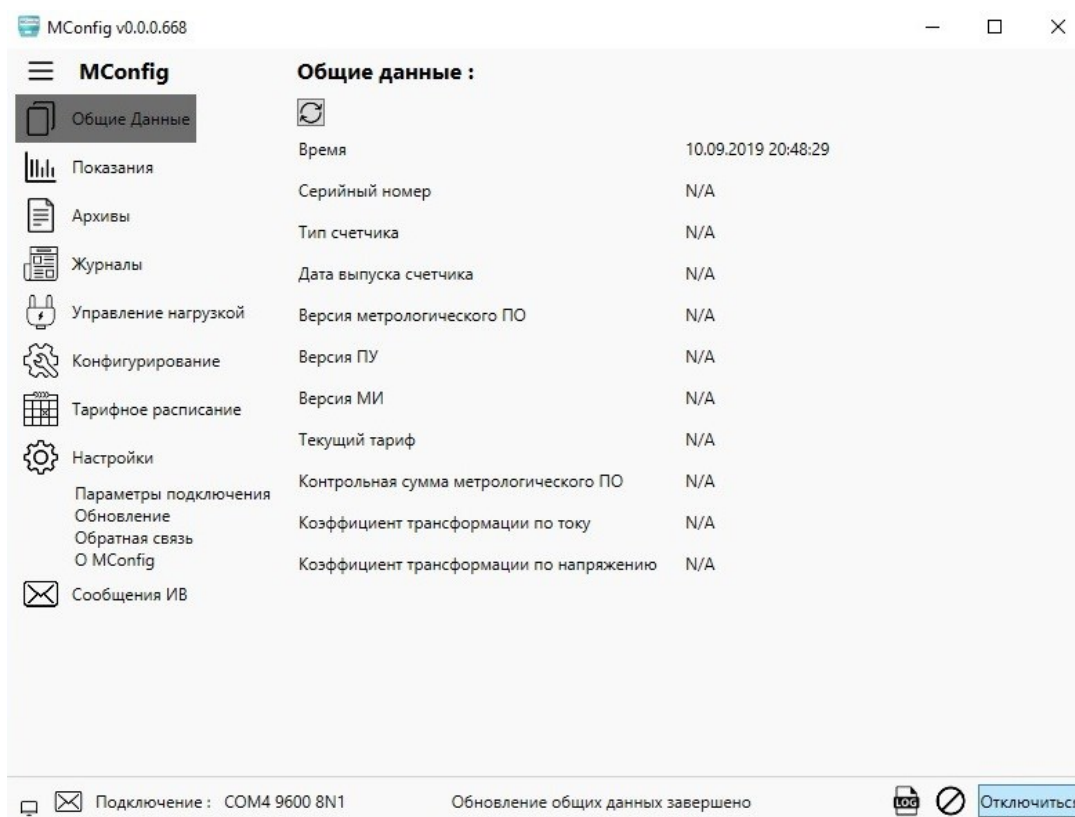 MConfig v0.0.0.668
MConfig
Общие Данные
Показания
Архивы
Журналы
Управление нагрузкой
Конфигурирование
Тарифное расписание
Настройки
Параметры подключения
Обновление
Обратная связь
О MConfig
Сообщения ИВ
Общие данные :
Время 10.09.2019 20:48:29
Серийный номер N/A
Тип счетчика N/A
Дата выпуска счетчика N/A
Версия метрологического ПО N/A
Версия ПУ N/A
Версия МИ N/A
Текущий тариф N/A
Контрольная сумма метрологического ПО N/A
Коэффициент трансформации по току N/A
Коэффициент трансформации по напряжению N/A
Подключение : COM4 9600 8N1 Обновление общих данных завершено LOG Отключиться